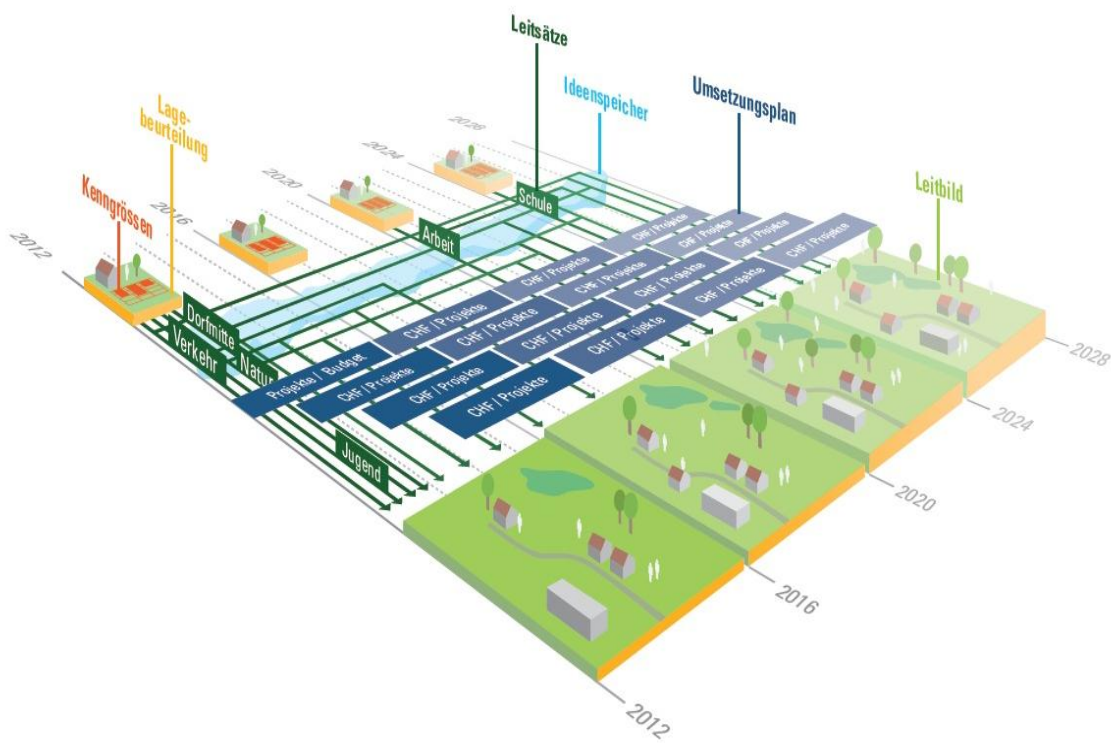 Leitsätze
Ideenspeicher
Umsetzungsplan
Lage-
beurteilung
Kenngrössen
Leitbild
2028
2024
2020
2016
2012
Schule
Arbeit
Dorfmitte
Verkehr
Natur
Jugend
CHF / Projekte
CHF / Projekte
CHF / Projekte
CHF / Projekte
CHF / Projekte
CHF / Projekte
CHF / Projekte
CHF / Projekte
CHF / Projekte
CHF / Projekte
CHF / Projekte
CHF / Projekte
Projekte / Budget
CHF / Projekte
CHF / Projekte
CHF / Projekte
2028
2024
2020
2016
2012